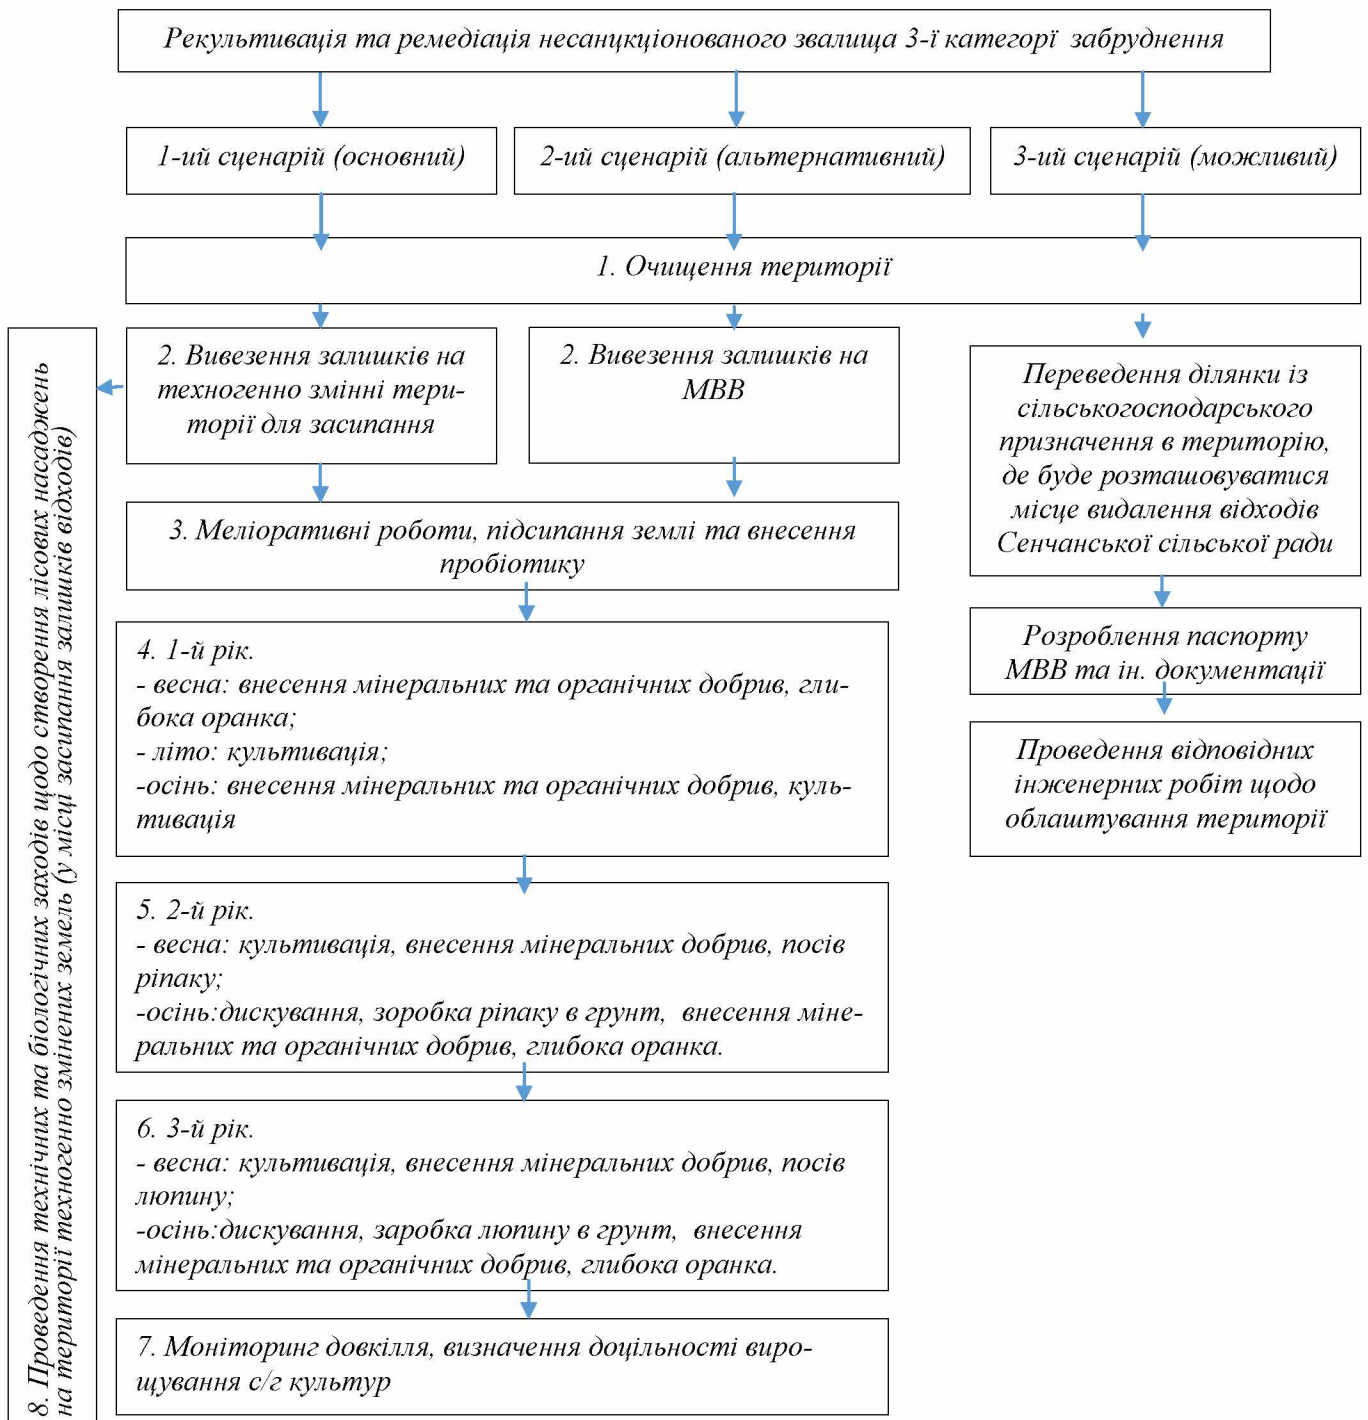 Рекультивація та ремедіація несанцкціонованого звалища 3-ї категорї забруднення
1-ий сценарій (основний)
2-ий сценарій (альтернативний)
3-ий сценарій (можливий)
1. Очищення території
2. Вивезення залишків на
техногенно змінні тери-
торії для засипання
2. Вивезення залишків на
МВВ
Переведення ділянки із
сільськогосподарського
призначення в територію,
де буде розташовуватися
місце видалення відходів
Сенчанської сільської ради
3. Меліоративні роботи, підсипання землі та внесення
пробіотику
Розроблення паспорту
МВВ та ін. документації
Проведення відповідних
інженерних робіт щодо
облаштування території
4. 1-й рік.
- весна: внесення мінеральних та органічних добрив, гли-
бока оранка;
- літо: культивація;
-осінь: внесення мінеральних та органічних добрив, куль-
тивація
5. 2-й рік.
- весна: культивація, внесення мінеральних добрив, посів
ріпаку;
-осінь:дискування, зоробка ріпаку в грунт, внесення міне-
ральних та органічних добрив, глибока оранка.
6. 3-й рік.
- весна: культивація, внесення мінеральних добрив, посів
люпину;
-осінь:дискування, заробка люпину в грунт, внесення
мінеральних та органічних добрив, глибока оранка.
7. Моніторинг довкілля, визначення доцільності виро-
щування с/г культур
8. Проведення технічних та біологічних заходів щодо створення лісових насаджень
на території техногенно змінених земель (у місці засипання залишків відходів)